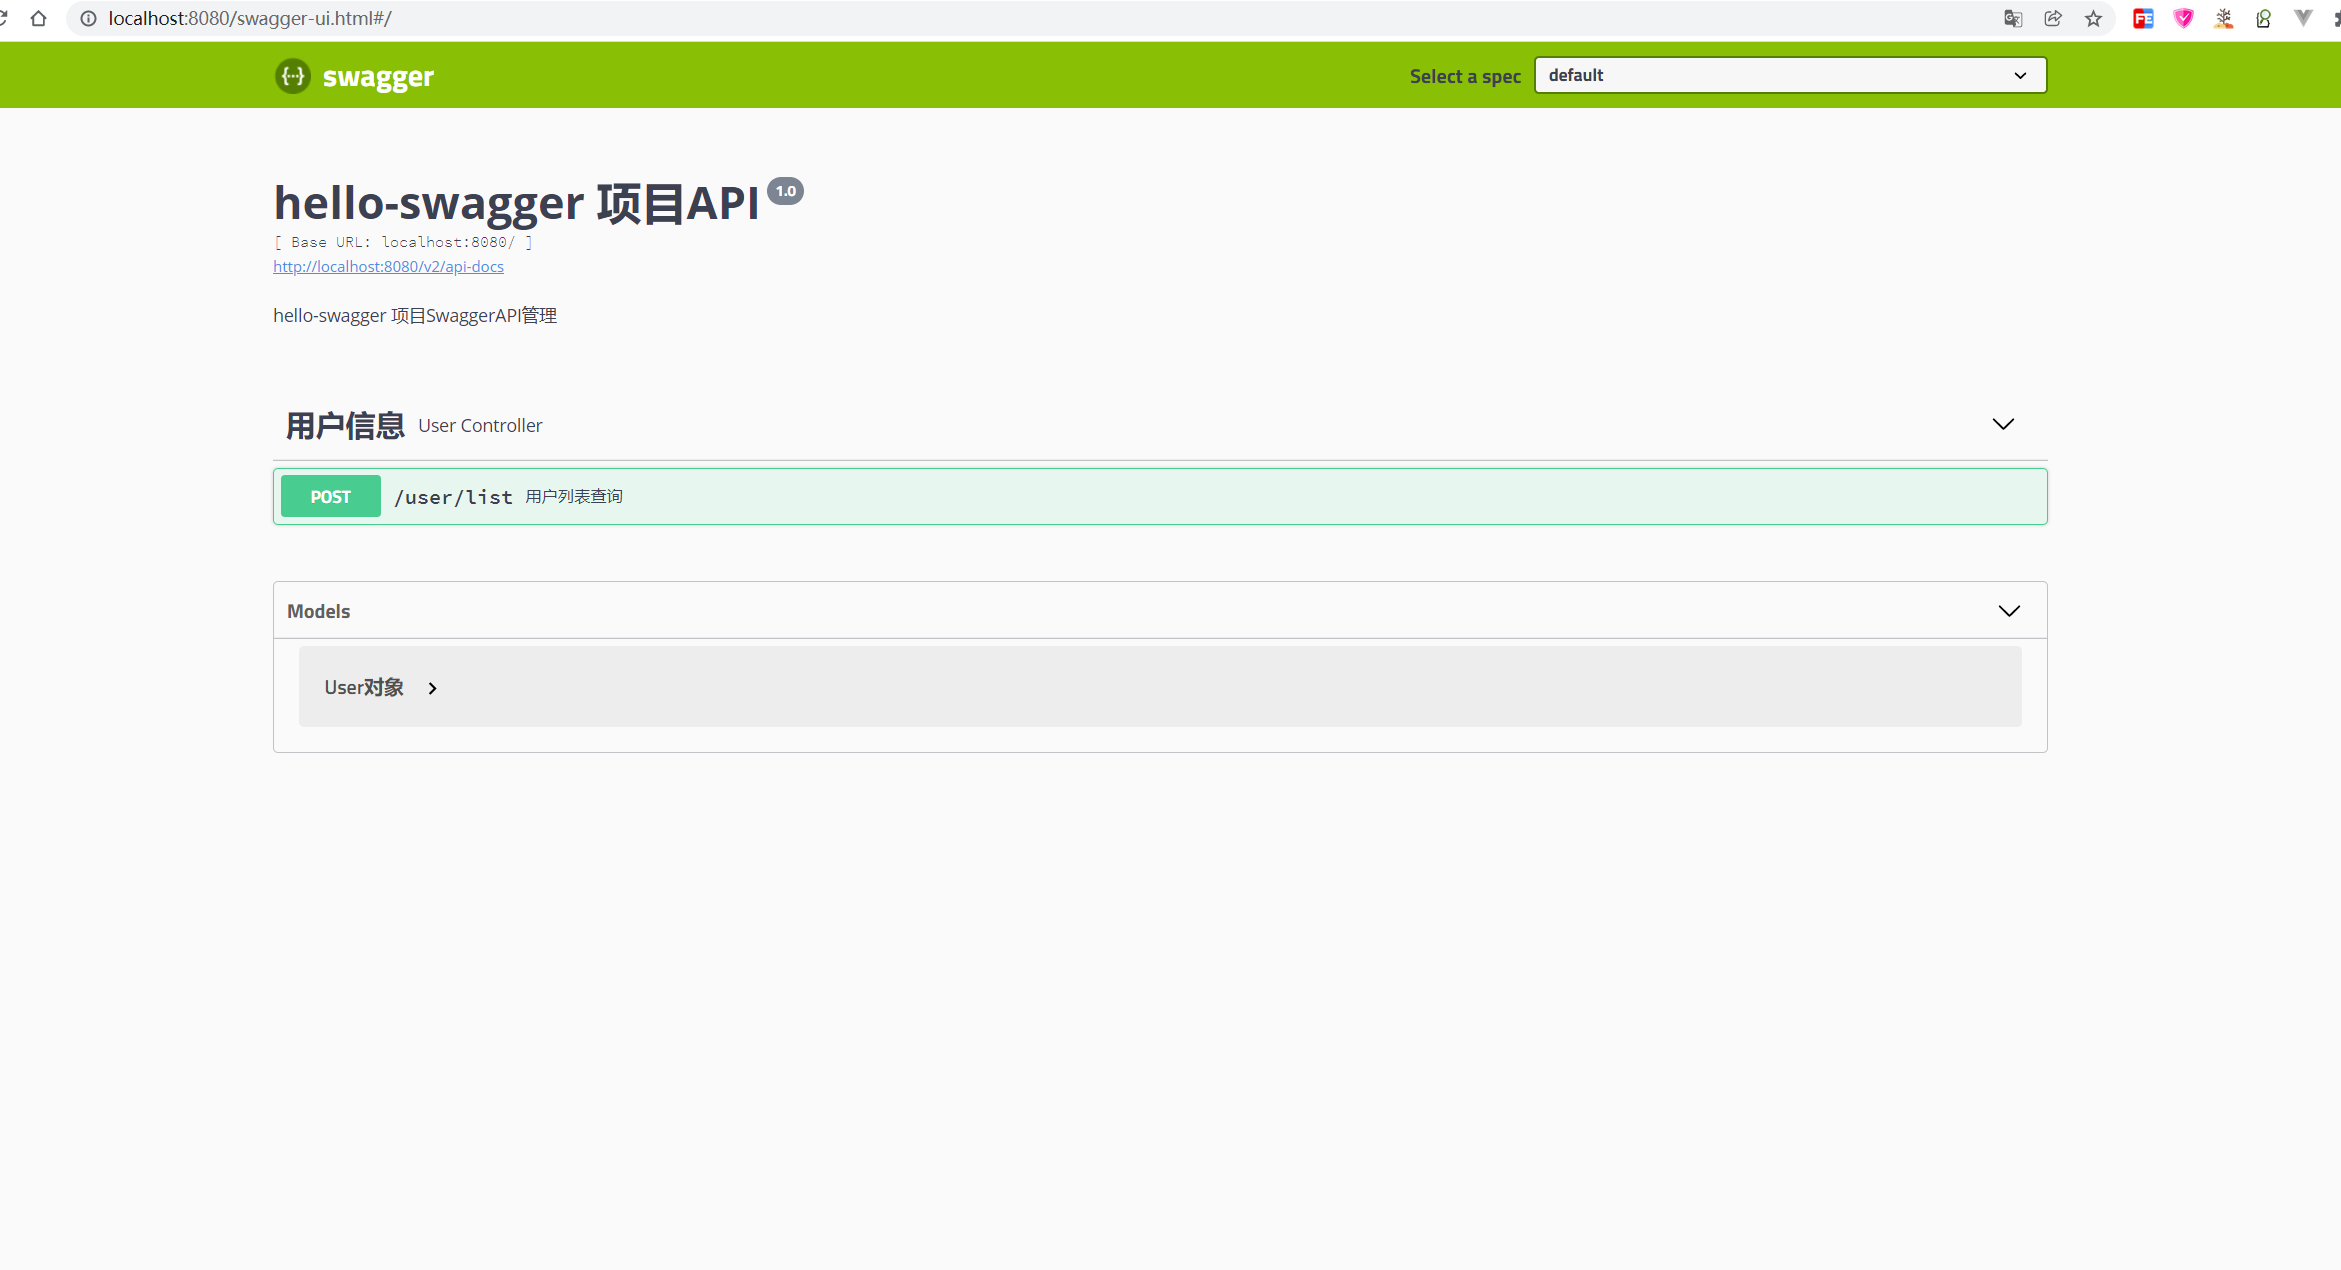 localhost:8080/swagger-ui.html#/
swagger
Select a spec
default
hello-swagger 项目API 1.0
[ Base URL: localhost:8080/ ]
http://localhost:8080/v2/api-docs
hello-swagger 项目SwaggerAPI管理
用户信息 User Controller
POST /user/list 用户列表查询
Models
User对象